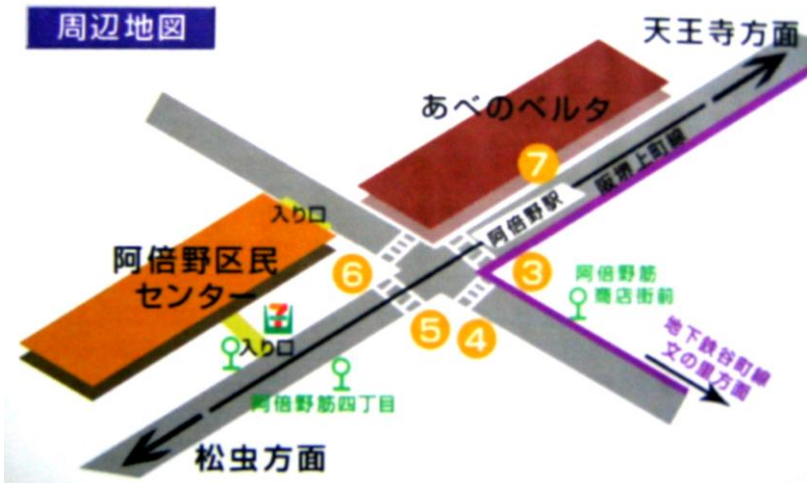 周辺地図
天王寺方面
あべのベルタ
7
阪堺上町線
阿倍野駅
入り口
阿倍野区民
センター
6
3
阿倍野筋
商店街前
5
4
7
入り口
地下鉄谷町線
文の里方面
阿倍野筋四丁目
松虫方面